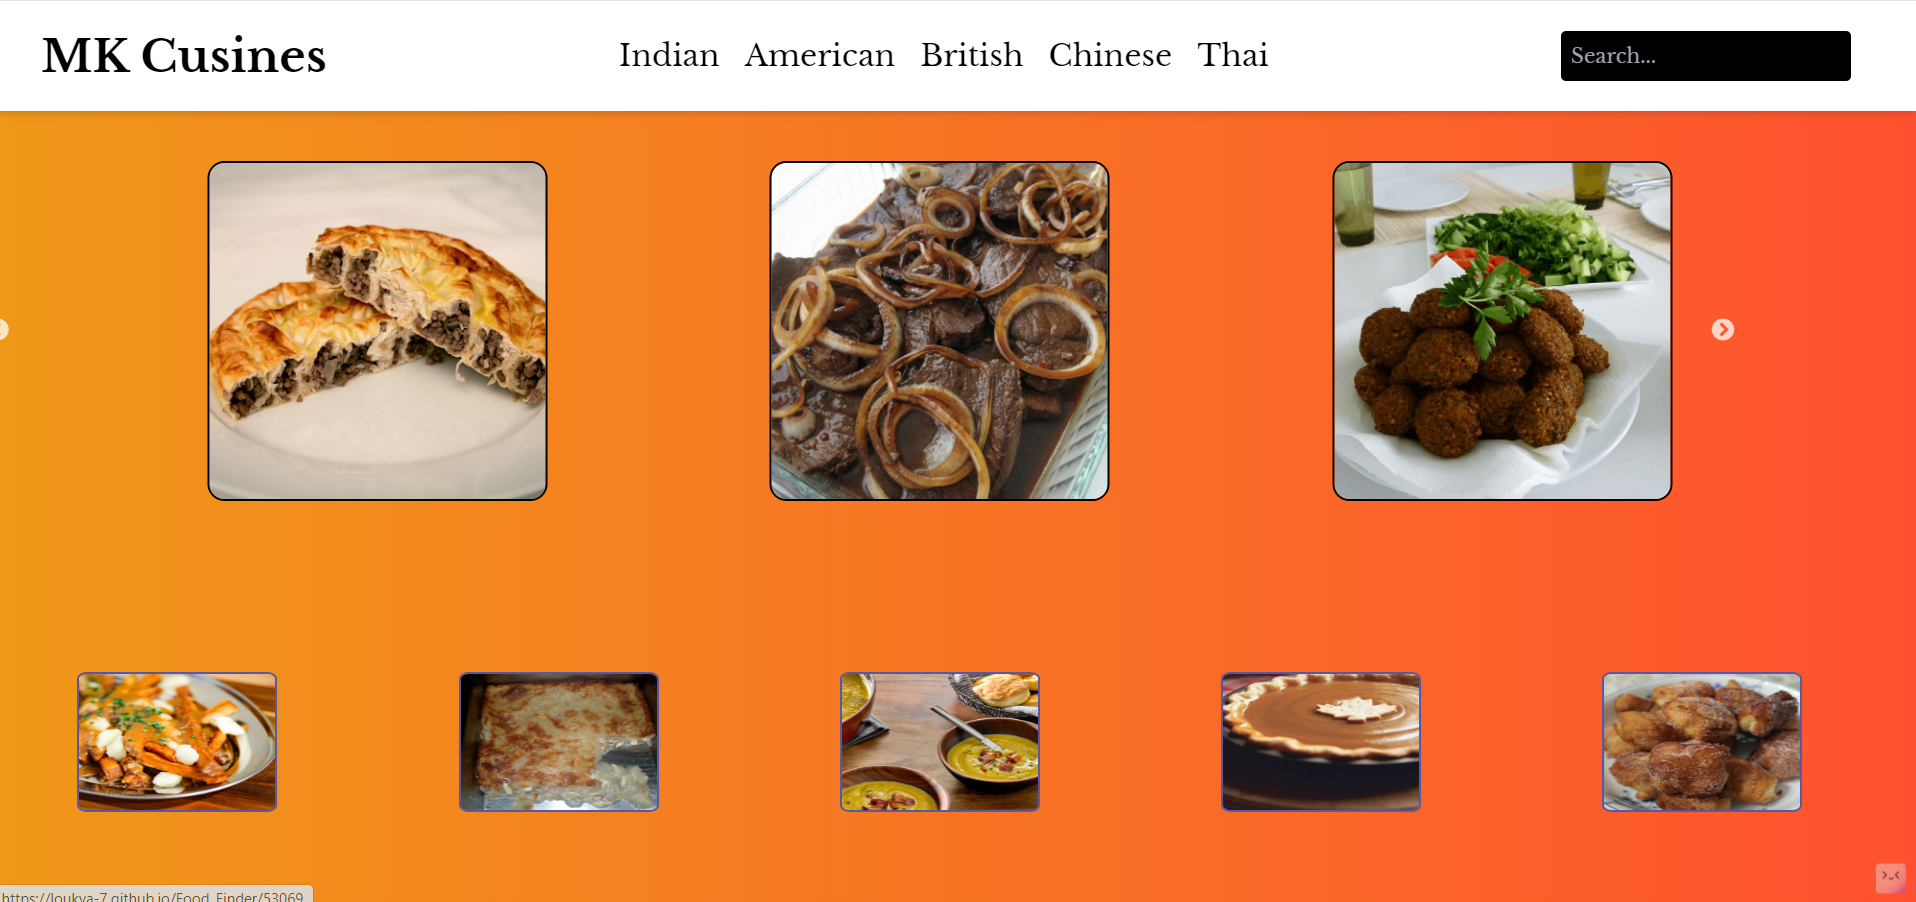 MK Cusines
Indian American British Chinese Thai
Search...
https://loukya-7.github.io/Food_Finder/53069